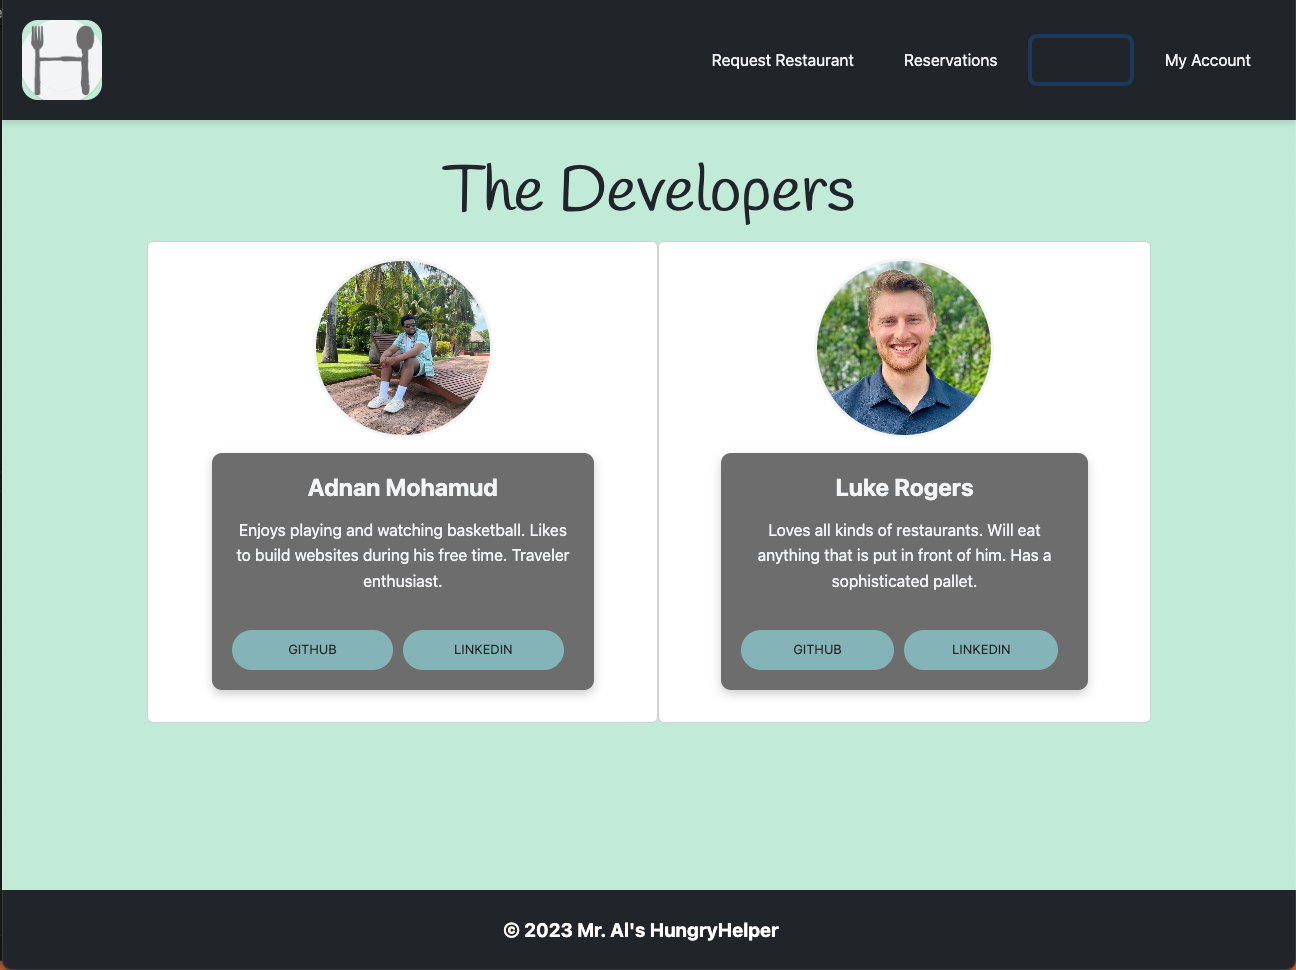 Request Restaurant
Reservations
My Account
The Developers
Adnan Mohamud
Enjoys playing and watching basketball. Likes
to build websites during his free time. Traveler
enthusiast.
GITHUB
LINKEDIN
Luke Rogers
Loves all kinds of restaurants. Will eat
anything that is put in front of him. Has a
sophisticated pallet.
GITHUB
LINKEDIN
© 2023 Mr. Al's HungryHelper